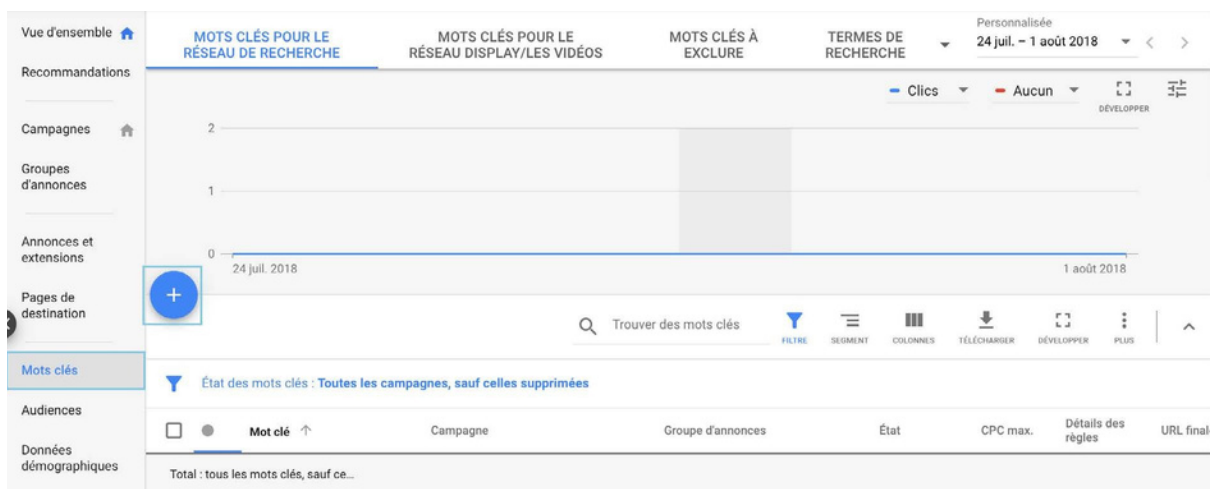 Vue d'ensemble
Recommandations
Campagnes
Groupes
d'annonces
Annonces et
extensions
Pages de
destination
Mots clés
Audiences
Données
démographiques
MOTS CLÉS POUR LE
RÉSEAU DE RECHERCHE
MOTS CLÉS POUR LE
RÉSEAU DISPLAY/LES VIDÉOS
MOTS CLÉS À
EXCLURE
TERMES DE
RECHERCHE
Personnalisée
24 juil. – 1 août 2018
Clics
Aucun
DÉVELOPPER
2
1
0
24 juil. 2018
1 août 2018
Trouver des mots clés
FILTRE
SEGMENT
COLONNES
TÉLÉCHARGER
DÉVELOPPER
PLUS
État des mots clés : Toutes les campagnes, sauf celles supprimées
Mot clé
Campagne
Groupe d'annonces
État
CPC max.
Détails des
règles
URL finale
Total : tous les mots clés, sauf ce...